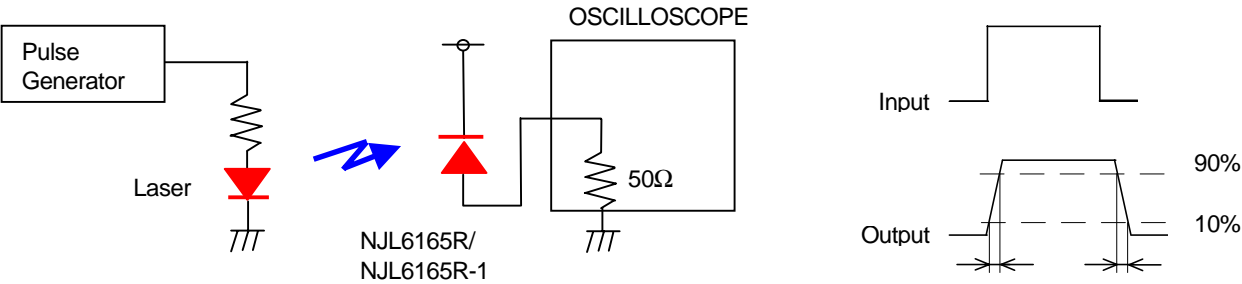 OSCILLOSCOPE
Pulse
Generator
Laser
50Ω
NJL6165R/
NJL6165R-1
Input
90%
Output
10%